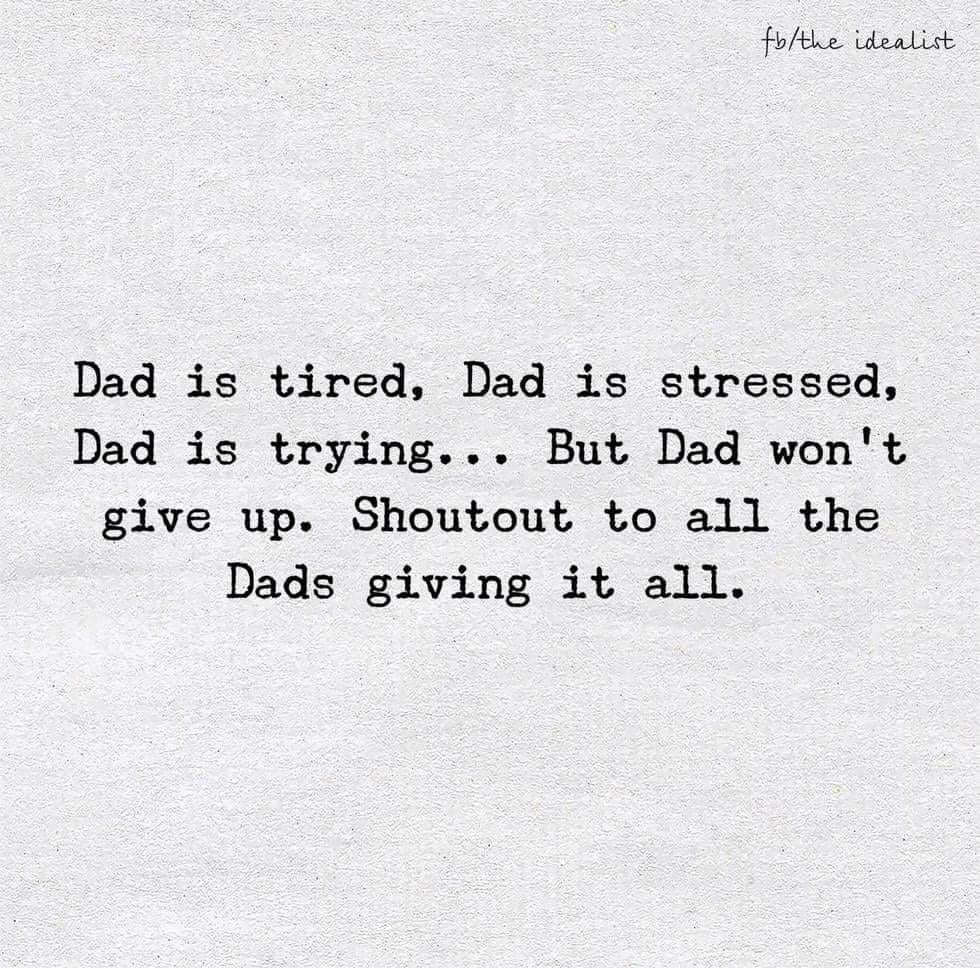 fb/the idealist
Dad is tired, Dad is stressed,
Dad is trying... But Dad won't
give up. Shoutout to all the
Dads giving it all.